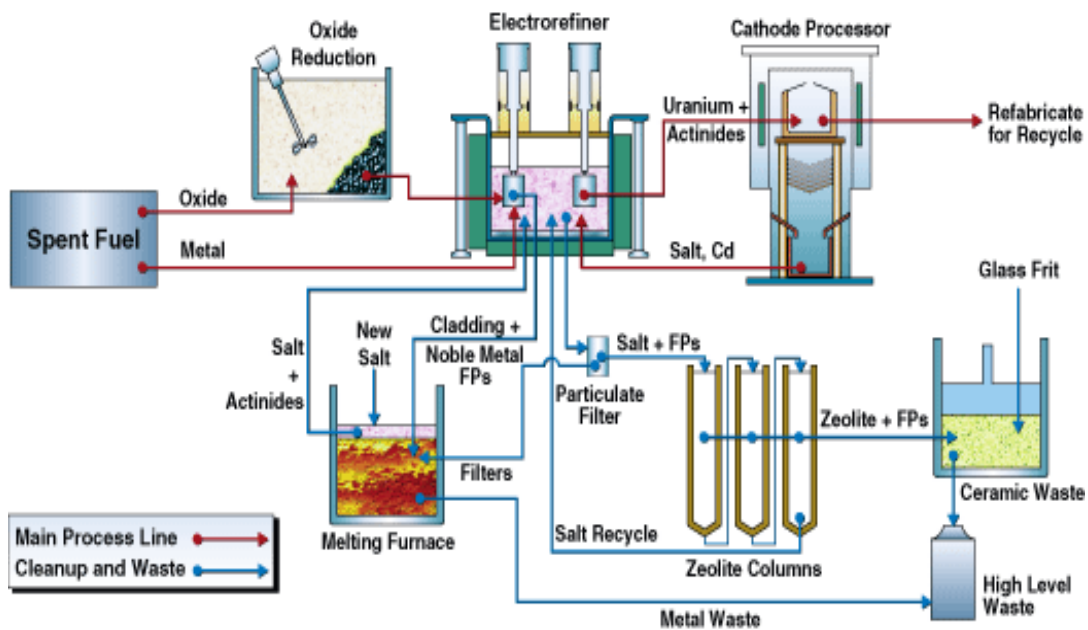 Oxide
Reduction
Electrorefiner
Cathode Processor
Uranium +
Actinides
Refabricate
for Recycle
Spent Fuel
Oxide
Metal
Salt, Cd
Glass Frit
Salt
+
Actinides
New
Salt
Cladding +
Noble Metal
FPs
Salt + FPs
Particulate
Filter
Zeolite + FPs
Filters
Ceramic Waste
Main Process Line
Cleanup and Waste
Melting Furnace
Salt Recycle
Zeolite Columns
High Level
Waste
Metal Waste